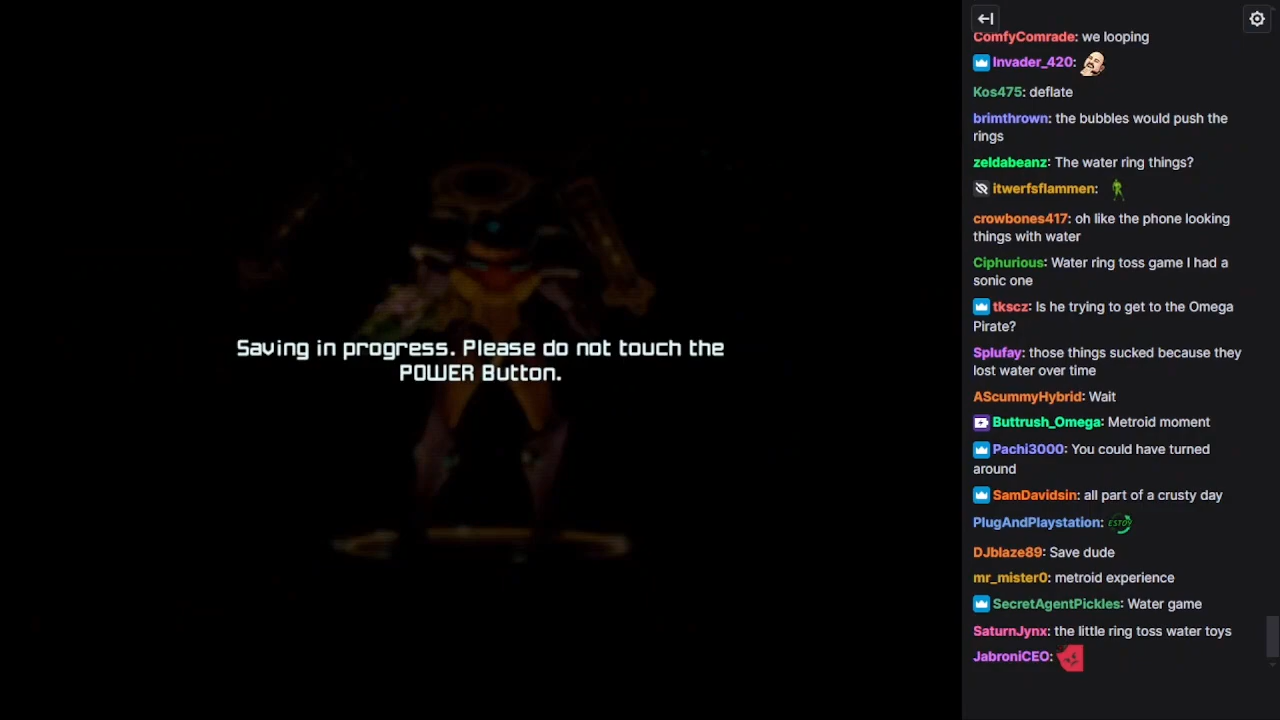 Saving in progress. Please do not touch the
POWER Button.
ComfyComrade: we looping
Invader_420:
Kos475: deflate
brimthrown: the bubbles would push the
rings
zeldabeanz: The water ring things?
itwerfsflammen:
crowbones417: oh like the phone looking
things with water
Ciphurious: Water ring toss game I had a
sonic one
tkscz: Is he trying to get to the Omega
Pirate?
Splufay: those things sucked because they
lost water over time
AScummyHybrid: Wait
Buttrush_Omega: Metroid moment
Pachi3000: You could have turned
around
SamDavidsin: all part of a crusty day
PlugAndPlaystation: ESTOY
DJblaze89: Save dude
mr_mister0: metroid experience
SecretAgentPickles: Water game
SaturnJynx: the little ring toss water toys
JabroniCEO: